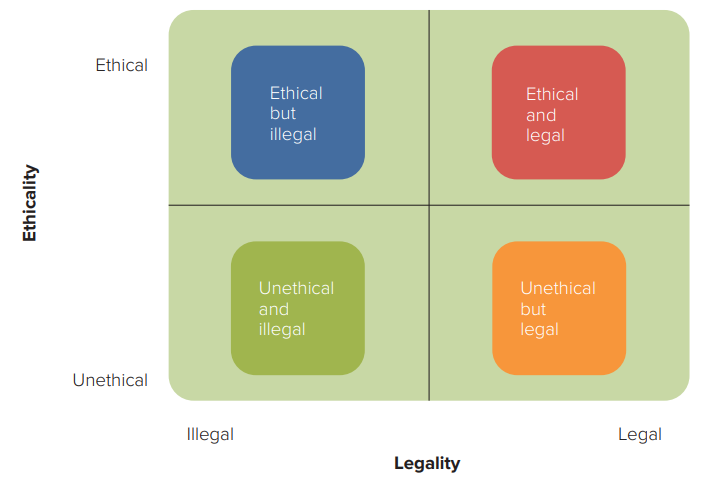 Ethical
Ethical
but
illegal
Ethical
and
legal
Ethicality
Unethical
and
illegal
Unethical
but
legal
Unethical
Illegal
Legal
Legality